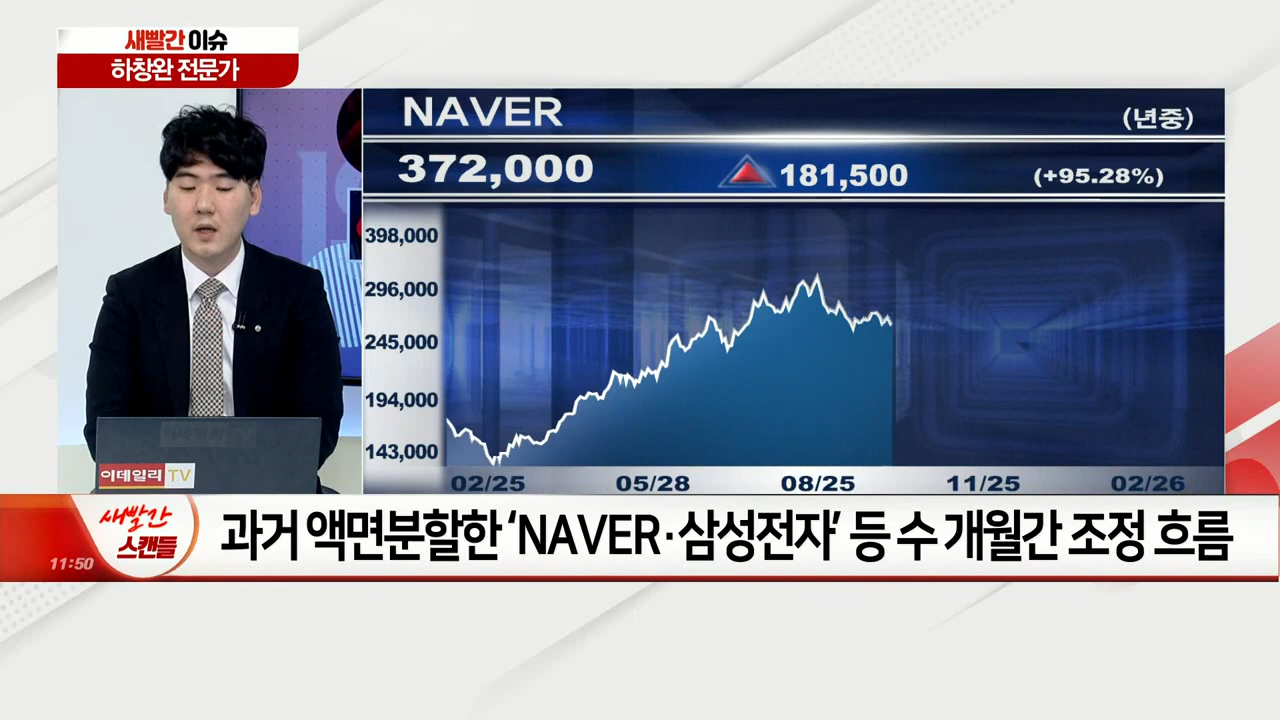 새빨간 이슈
하창완 전문가
NAVER
(년중)
372,000
181,500
(+95.28%)
398,000
296,000
245,000
194,000
143,000
02/25
05/28
08/25
11/25
02/26
이데일리TV
새빨간
스캔들
11:50
과거 액면분할한 ‘NAVER·삼성전자’ 등 수 개월간 조정 흐름